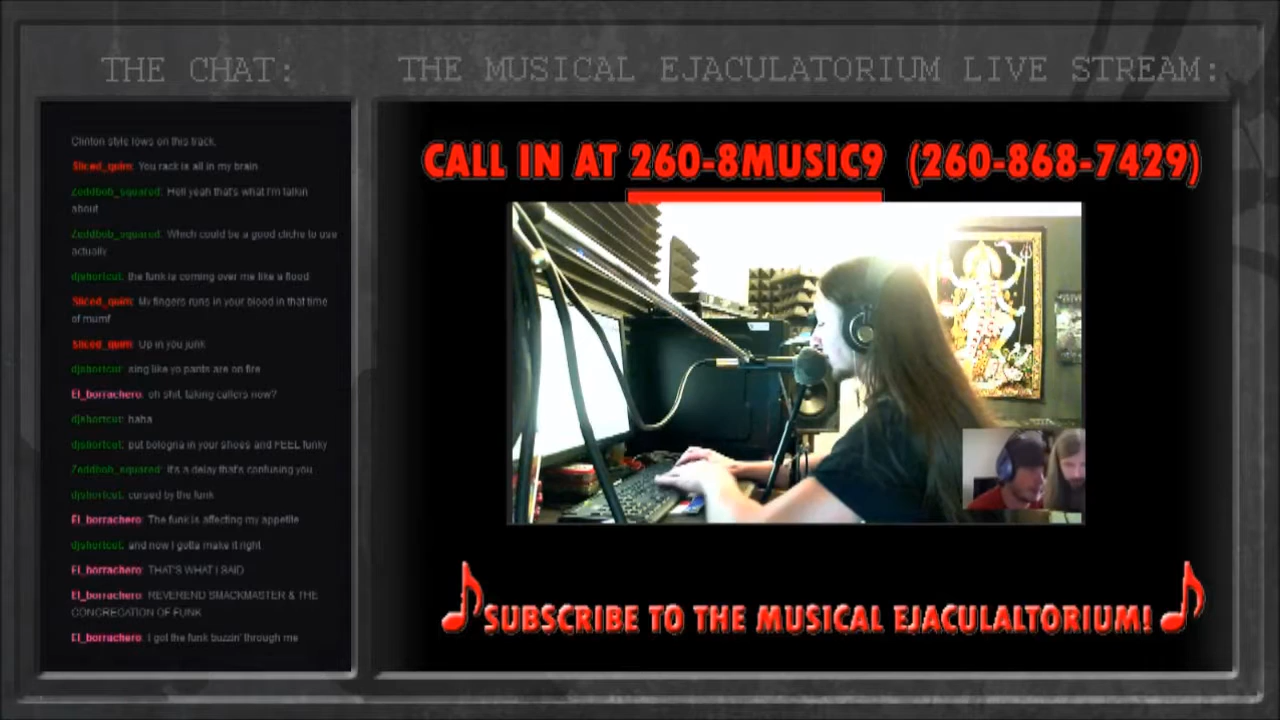 THE CHAT:
THE MUSICAL EJACULATORIUM LIVE STREAM:
Clinton style lows on this track.
Sliced_quim: You rack is all in my brain
Zeddbob_squared: Hell yeah that's what I'm talkin
about
Zeddbob_squared: Which could be a good cliche to use
actually
djshortcut: the funk is coming over me like a flood
Sliced_quim: My fingers runs in your blood in that time
of mumf
Sliced_quim: Up in you junk
djshortcut: sing like yo pants are on fire
El_borrachero: oh shit, taking callers now?
djshortcut: haha
djshortcut: put bologna in your shoes and FEEL funky
Zeddbob_squared: It's a delay that's confusing you
djshortcut: cursed by the funk
El_borrachero: The funk is affecting my appetite
djshortcut: and now I gotta make it right
El_borrachero: THAT'S WHAT I SAID
El_borrachero: REVEREND SMACKMASTER & THE
CONGREGATION OF FUNK
El_borrachero: I got the funk buzzin' through me
CALL IN AT 260-8MUSIC9 (260-868-7429)
SUBSCRIBE TO THE MUSICAL EJACULALTORIUM!